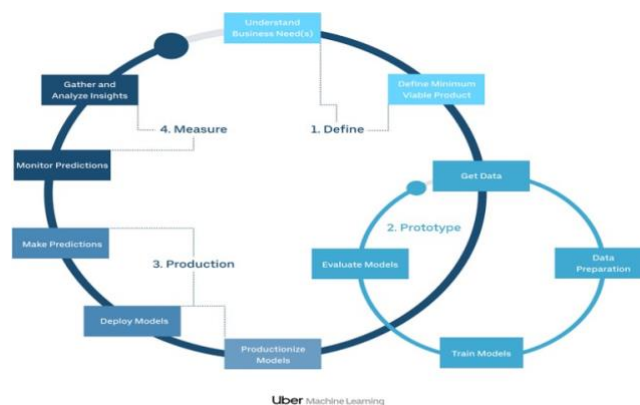 Understand
Business Need(s)
Define Minimum
Viable Product
1. Define
Get Data
2. Prototype
Data
Preparation
Train Models
Evaluate Models
Productionize
Models
Deploy Models
3. Production
Make Predictions
Monitor Predictions
4. Measure
Gather and
Analyze Insights
Uber Machine Learning